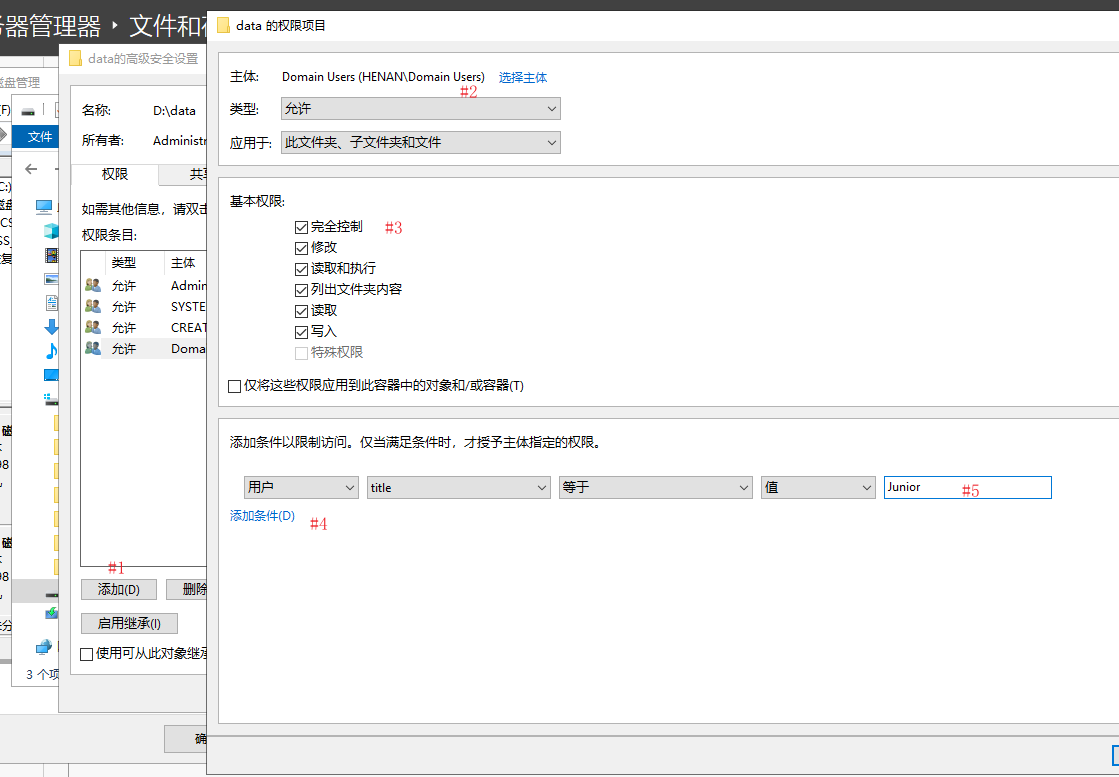 务器管理器 · 文件和存
data 的权限项目
data的高级安全设置
磁盘管理
主体:
Domain Users (HENAN\Domain Users)
选择主体
#2
类型:
允许
应用于:
此文件夹、子文件夹和文件
名称:
D:\data
所有者:
Administr
文件
权限
共享
如需其他信息，请双击
权限条目:
类型
主体
允许
Admin
允许
SYSTE
允许
CREAT
允许
Doma
基本权限:
完全控制
#3
修改
读取和执行
列出文件夹内容
读取
写入
特殊权限
仅将这些权限应用到此容器中的对象和/或容器(T)
添加条件以限制访问。仅当满足条件时，才授予主体指定的权限。
用户
title
等于
值
Junior
#5
添加条件(D)
#4
#1
添加(D)
删除
启用继承(I)
使用可从此对象继承
3 个项
确